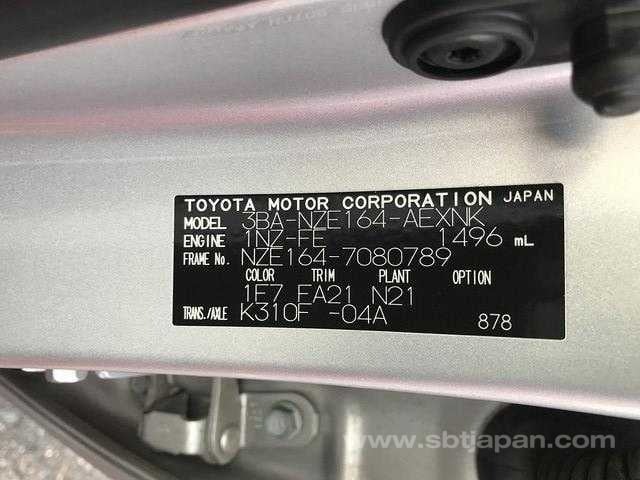 TOYOTA MOTOR CORPORATION JAPAN
MODEL 3BA-NZE164-AEXNK
ENGINE 1NZ-FE 1496 mL
FRAME No. NZE164-7080789
COLOR TRIM PLANT OPTION
1F7 FA21 N21
TRANS./AXLE K310F -04A
878
www.sbtjapan.com